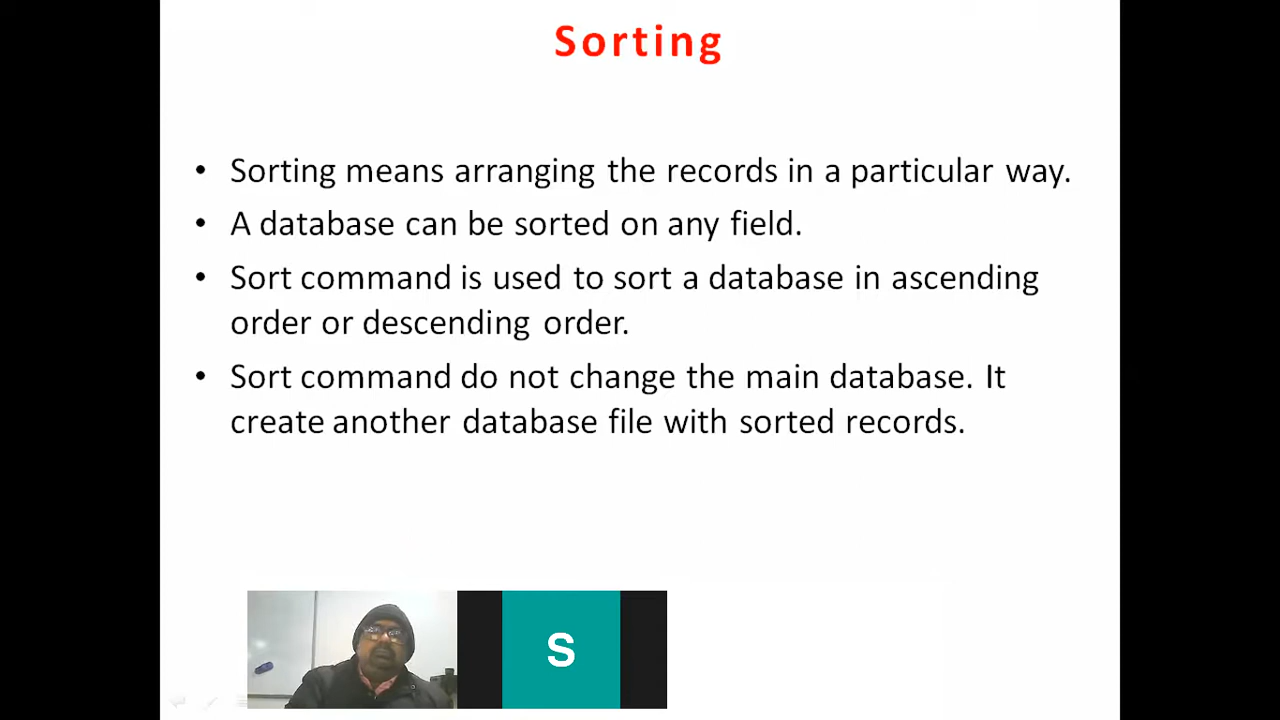 Sorting
• Sorting means arranging the records in a particular way.
• A database can be sorted on any field.
• Sort command is used to sort a database in ascending
order or descending order.
• Sort command do not change the main database. It
create another database file with sorted records.
S